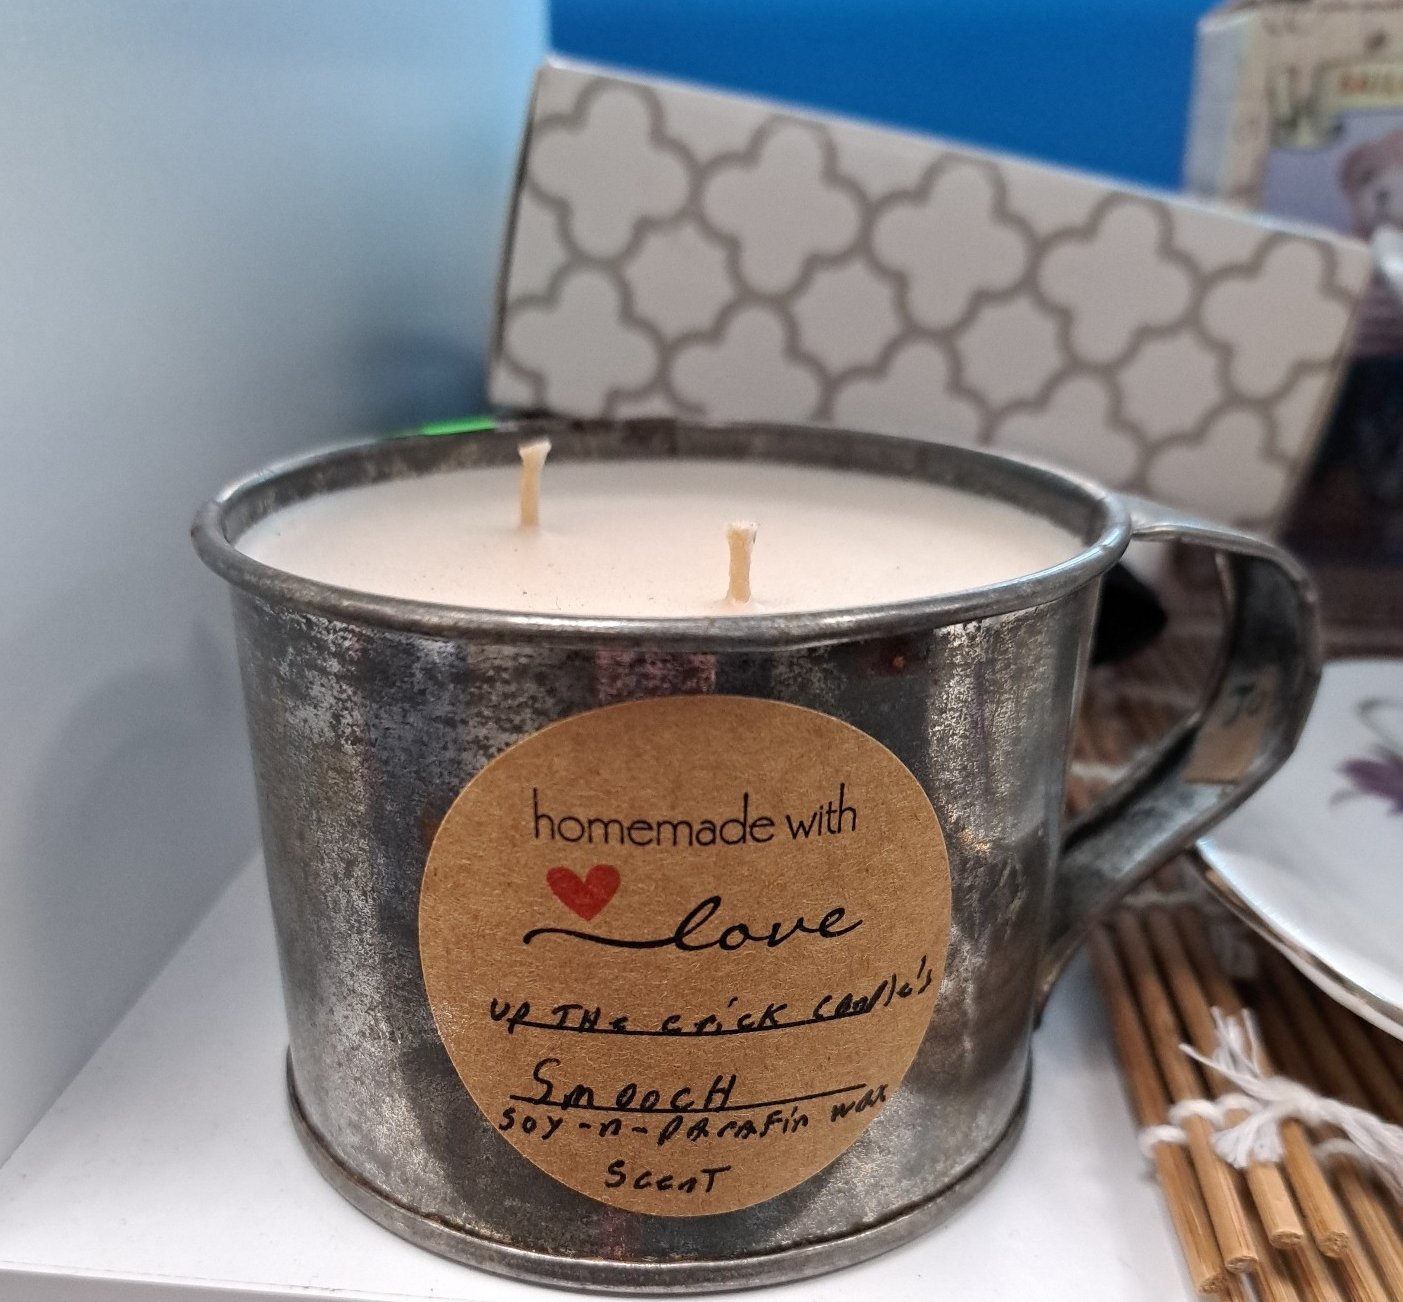 homemade with
love
UP THe crick Candle's
SmoocH
SOY-n-PArAFin wax
ScenT